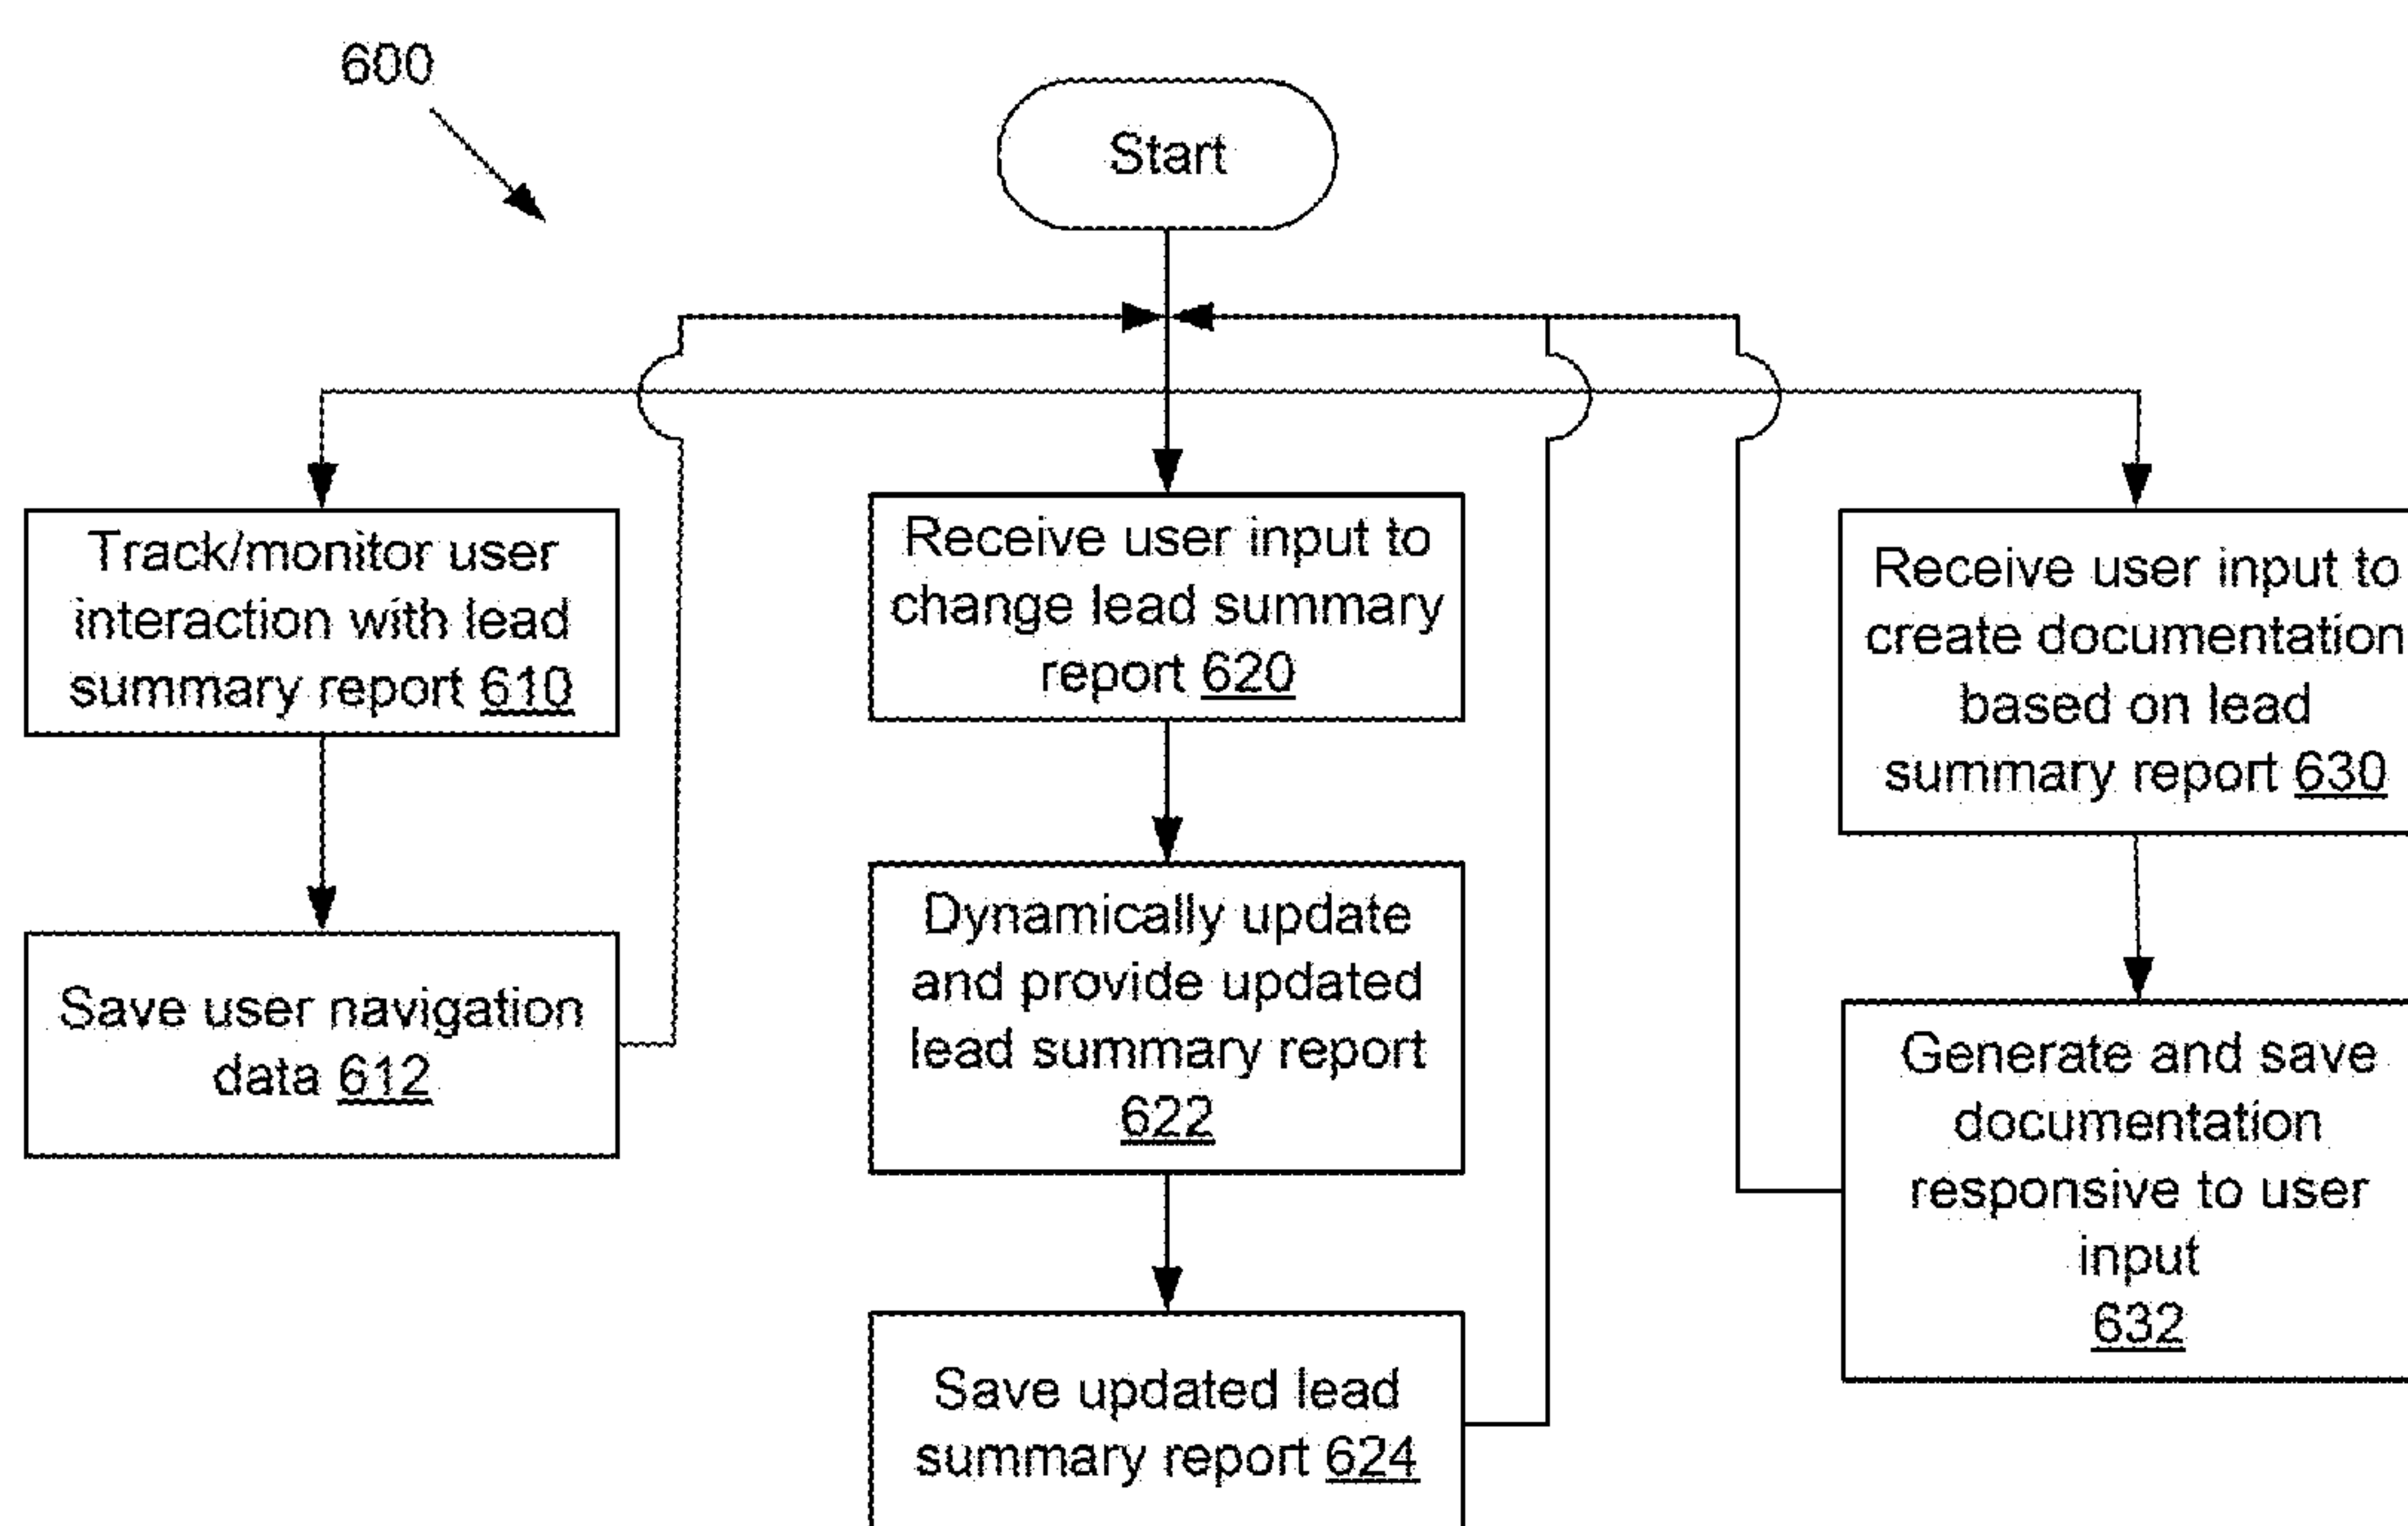 600
Start
Track/monitor user
interaction with lead
summary report 610
Save user navigation
data 612
Receive user input to
change lead summary
report 620
Dynamically update
and provide updated
lead summary report
622
Save updated lead
summary report 624
Receive user input to
create documentation
based on lead
summary report 630
Generate and save
documentation
responsive to user
input
632